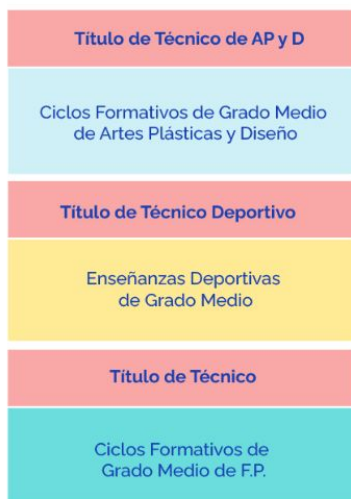 Título de Técnico de AP y D
Ciclos Formativos de Grado Medio
de Artes Plásticas y Diseño
Título de Técnico Deportivo
Enseñanzas Deportivas
de Grado Medio
Título de Técnico
Ciclos Formativos de
Grado Medio de F.P.